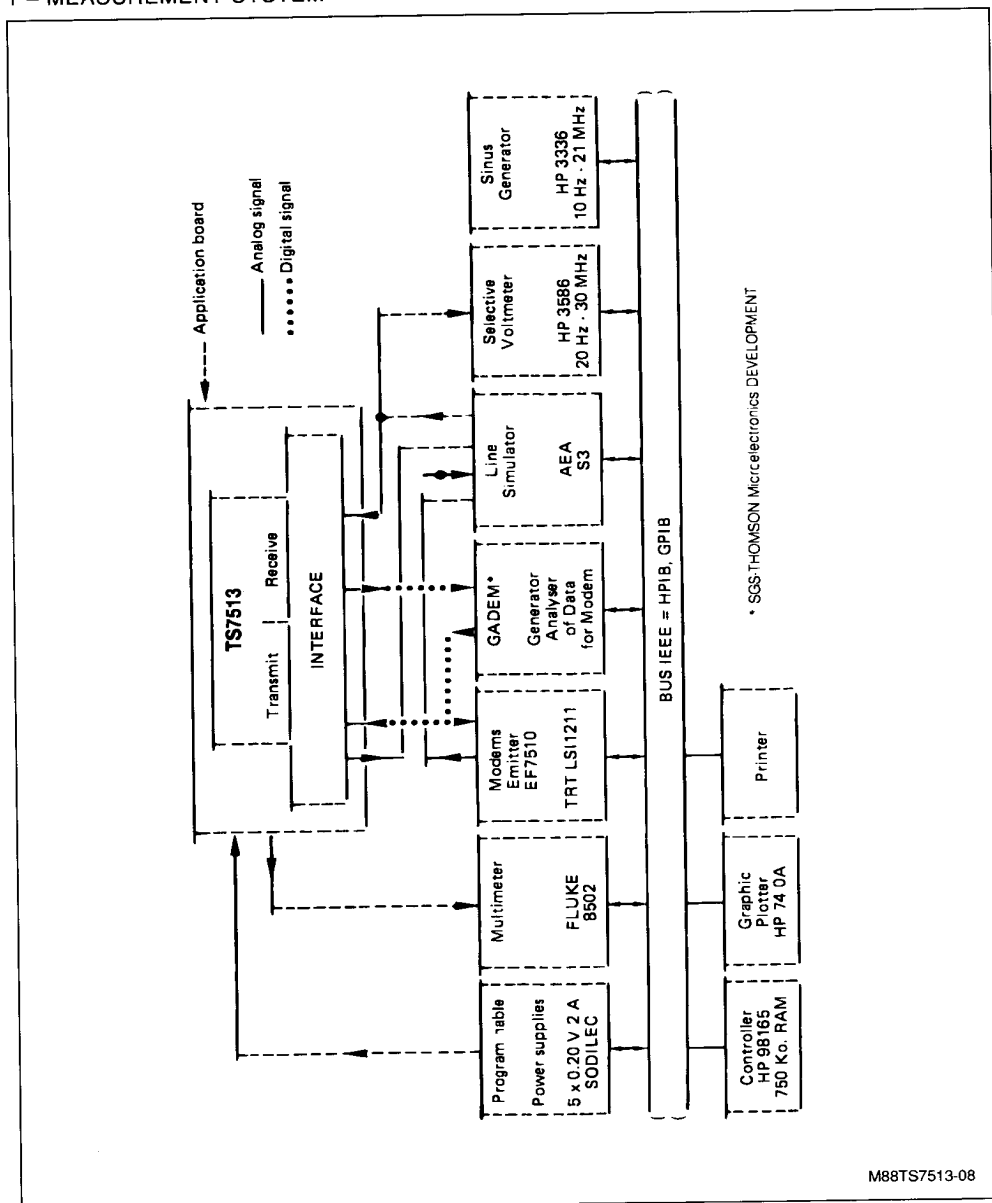 1 – MEASUREMENT SYSTEM
Application board
Analog signal
Digital signal
TS7513
Transmit
Receive
INTERFACE
Program nable
Power supplies
5 x 0.20 V 2 A
SODILEC
Multimeter
FLUKE
8502
Modems
Emitter
EF7510
TRT LSI1211
GADEM*
Generator
Analyser
of Data
for Modem
Line
Simulator
AEA
S3
Selective
Voltmeter
HP 3586
20 Hz - 30 MHz
Sinus
Generator
HP 3336
10 Hz - 21 MHz
BUS IEEE = HPIB, GPIB
Controller
HP 98165
750 Ko. RAM
Graphic
Plotter
HP 74 0A
Printer
* SGS-THOMSON Microelectronics DEVELOPMENT
M88TS7513-08